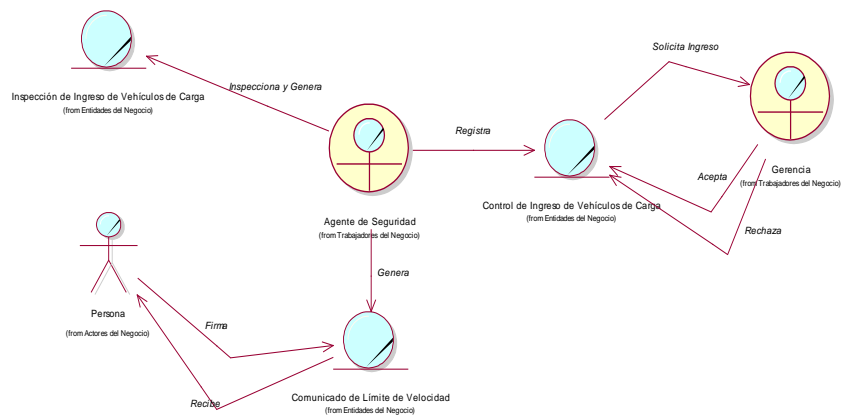 Solicita Ingreso
Inspección de Ingreso de Vehículos de Carga
(from Entidades del Negocio)
Inspecciona y Genera
Registra
Acepta
Gerencia
(from Trabajadores del Negocio)
Control de Ingreso de Vehículos de Carga
(from Entidades del Negocio)
Rechaza
Agente de Seguridad
(from Trabajadores del Negocio)
Genera
Persona
(from Actores del Negocio)
Firma
Recibe
Comunicado de Límite de Velocidad
(from Entidades del Negocio)